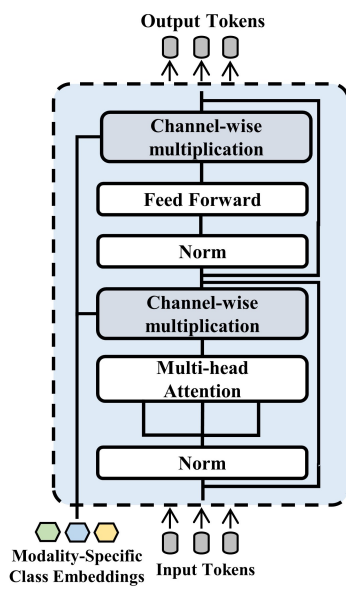 Output Tokens
Channel-wise
multiplication
Feed Forward
Norm
Channel-wise
multiplication
Multi-head
Attention
Norm
Modality-Specific
Class Embeddings
Input Tokens